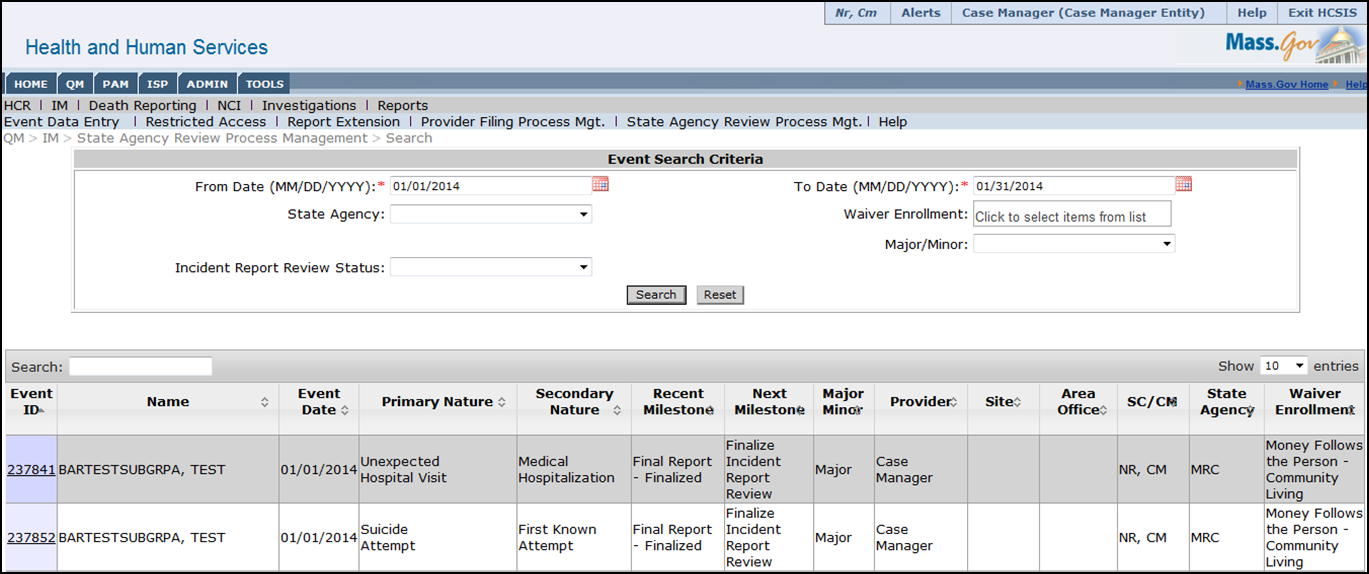 Nr, Cm Alerts Case Manager (Case Manager Entity) Help Exit HCSIS
Health and Human Services
Mass.Gov
HOME QM PAM ISP ADMIN TOOLS
Mass.Gov Home Help
HCR | IM | Death Reporting | NCI | Investigations | Reports
Event Data Entry | Restricted Access | Report Extension | Provider Filing Process Mgt. | State Agency Review Process Mgt. | Help
QM > IM > State Agency Review Process Management > Search
Event Search Criteria
From Date (MM/DD/YYYY):* 01/01/2014 To Date (MM/DD/YYYY):* 01/31/2014
State Agency: Waiver Enrollment: Click to select items from list
Major/Minor:
Incident Report Review Status:
Search Reset
Search: Show 10 entries
Event ID Name Event Date Primary Nature Secondary Nature Recent Milestone Next Milestone Major Minor Provider Site Area Office SC/CM State Agency Waiver Enrollment
237841 BARTESTSUBGRPA, TEST 01/01/2014 Unexpected Hospital Visit Medical Hospitalization Final Report - Finalized Finalize Incident Report Review Major Case Manager NR, CM MRC Money Follows the Person - Community Living
237852 BARTESTSUBGRPA, TEST 01/01/2014 Suicide Attempt First Known Attempt Final Report - Finalized Finalize Incident Report Review Major Case Manager NR, CM MRC Money Follows the Person - Community Living